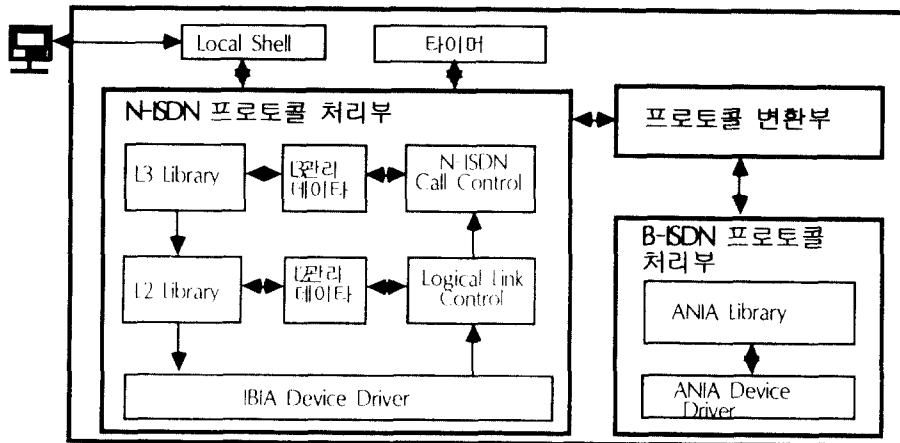 Local Shell
타이머
N-ISDN 프로토콜 처리부
프로토콜 변환부
L3 Library
L3관리
데이타
N-ISDN
Call Control
B-ISDN 프로토콜
처리부
L2 Library
L2관리
데이타
Logical Link
Control
ANIA Library
IBIA Device Driver
ANIA Device
Driver